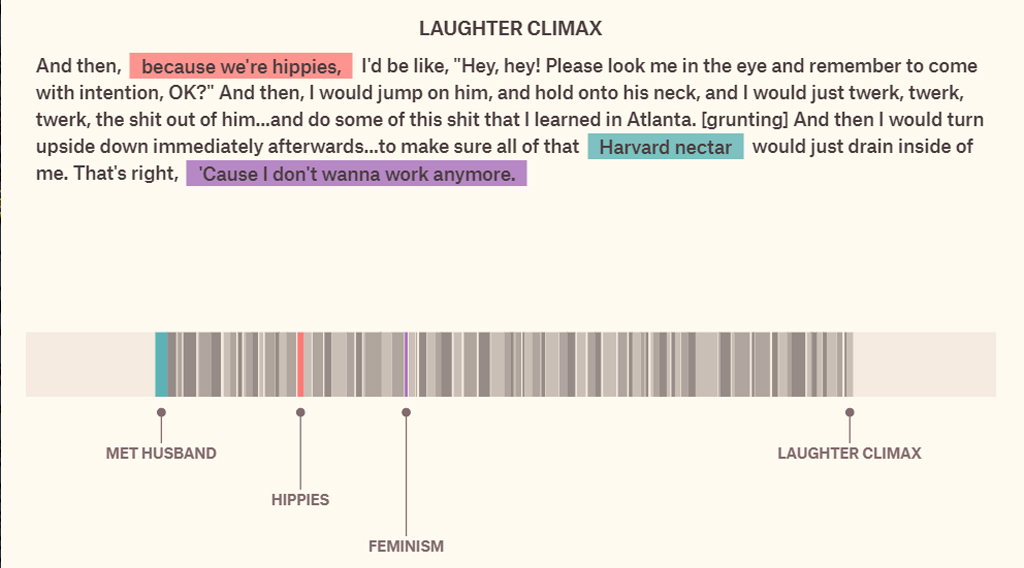 LAUGHTER CLIMAX
And then, because we're hippies, I'd be like, "Hey, hey! Please look me in the eye and remember to come
with intention, OK?" And then, I would jump on him, and hold onto his neck, and I would just twerk, twerk,
twerk, the shit out of him...and do some of this shit that I learned in Atlanta. [grunting] And then I would turn
upside down immediately afterwards...to make sure all of that Harvard nectar would just drain inside of
me. That's right, 'Cause I don't wanna work anymore.
MET HUSBAND
LAUGHTER CLIMAX
HIPPIES
FEMINISM